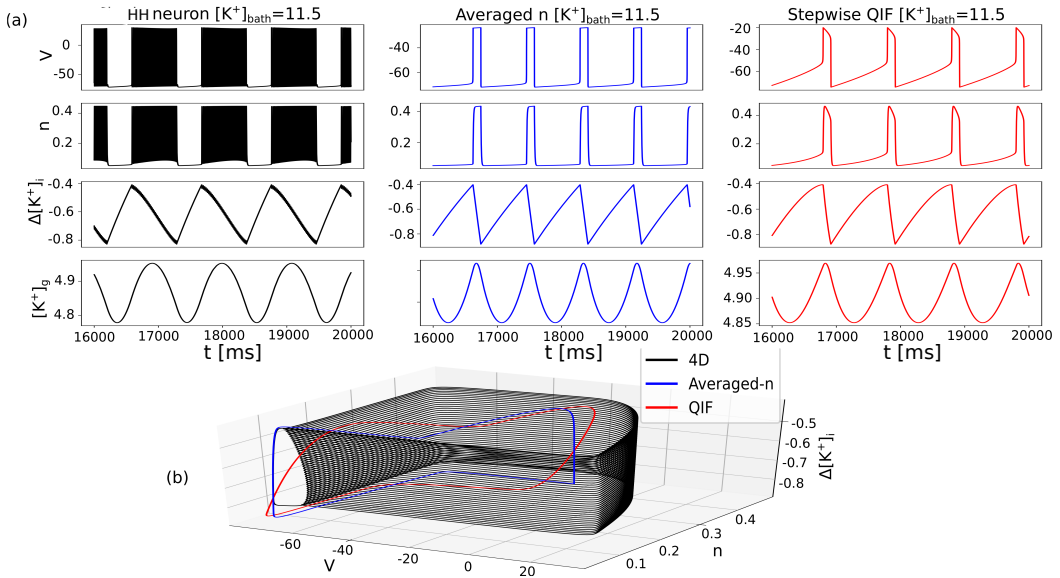 (a)
HH neuron [K⁺]bath=11.5
Averaged n [K⁺]bath=11.5
Stepwise QIF [K⁺]bath=11.5
V
0
-50
-40
-60
-20
-40
-60
n
0.4
0.2
0.4
0.2
0.4
0.2
Δ[K⁺]i
-0.4
-0.6
-0.8
-0.4
-0.6
-0.8
-0.4
-0.6
-0.8
[K⁺]g
4.9
4.8
4.95
4.90
4.85
16000 17000 18000 19000 20000
16000 17000 18000 19000 20000
16000 17000 18000 19000 20000
t [ms]
t [ms]
t [ms]
4D
Averaged-n
QIF
(b)
-0.5
-0.6
-0.7
-0.8
Δ[K⁺]i
-60
-40
-20
0
20
V
0.1
0.2
0.3
0.4
n